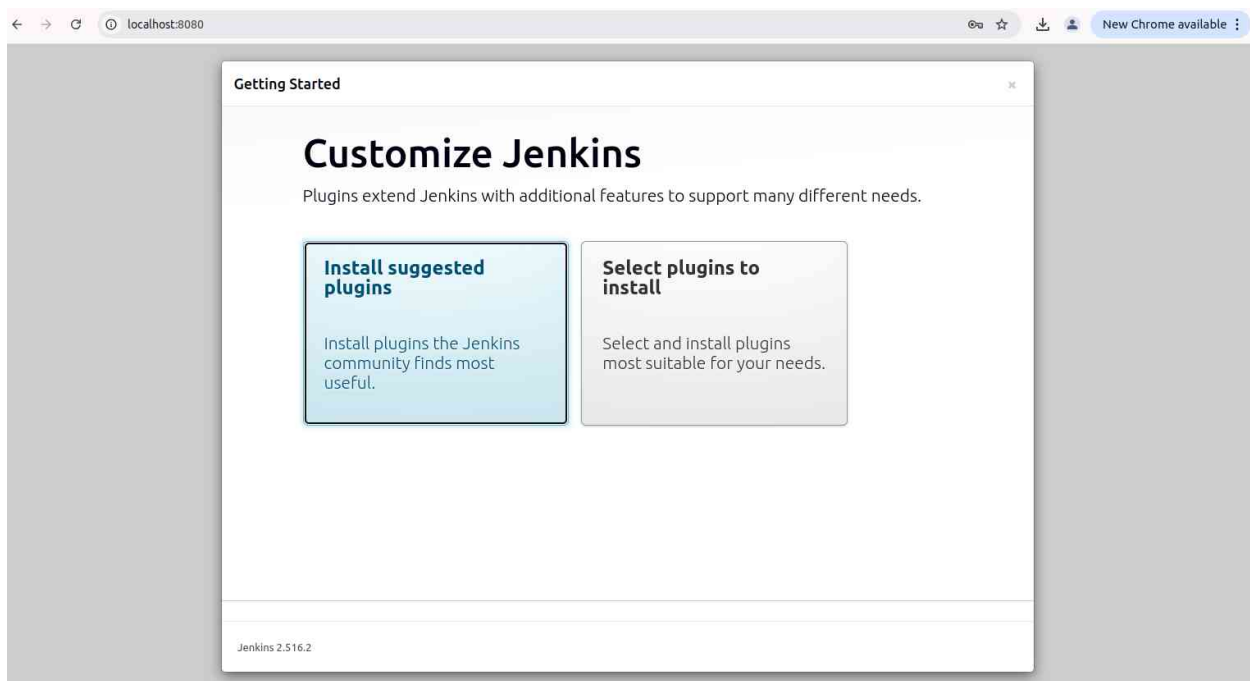 localhost:8080
New Chrome available
Getting Started
Customize Jenkins
Plugins extend Jenkins with additional features to support many different needs.
Install suggested
plugins
Install plugins the Jenkins
community finds most
useful.
Select plugins to
install
Select and install plugins
most suitable for your needs.
Jenkins 2.516.2